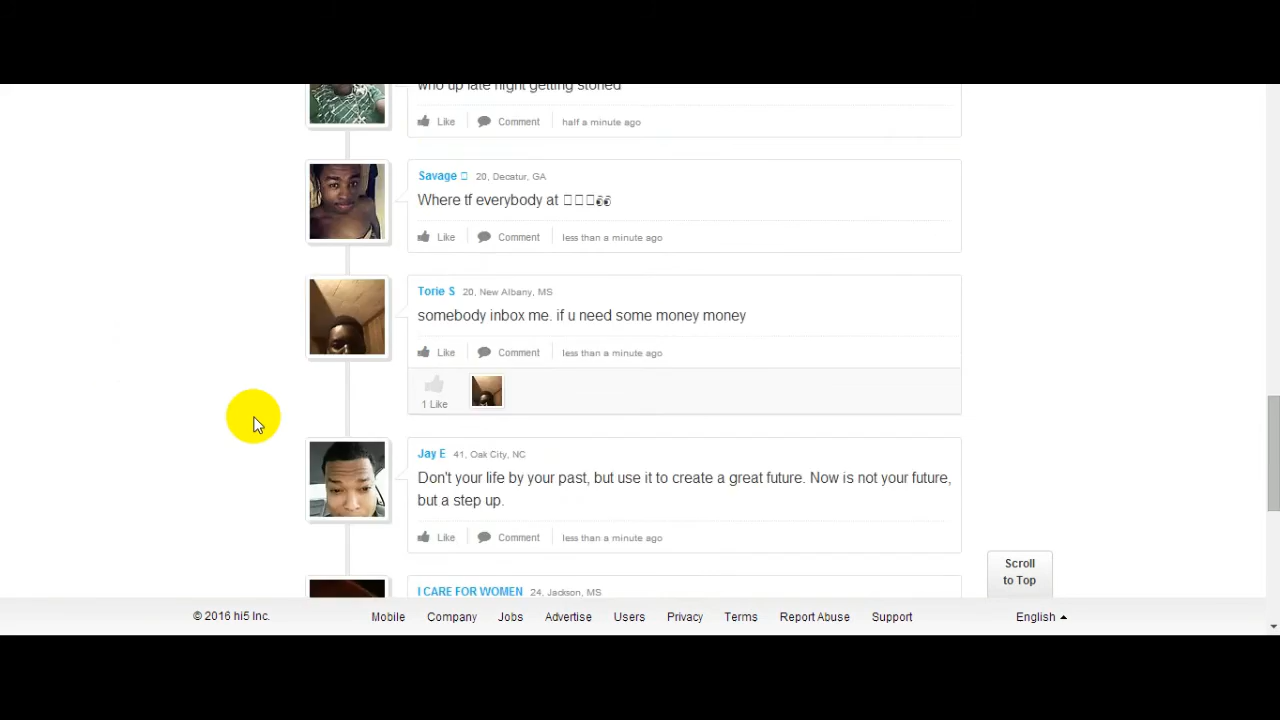 who up late night getting stoned
Like Comment half a minute ago
Savage 20, Decatur, GA
Where tf everybody at 👀
Like Comment less than a minute ago
Torie S 20, New Albany, MS
somebody inbox me. if u need some money money
Like Comment less than a minute ago
1 Like
Jay E 41, Oak City, NC
Don't your life by your past, but use it to create a great future. Now is not your future,
but a step up.
Like Comment less than a minute ago
Scroll
to Top
I CARE FOR WOMEN 24, Jackson, MS
© 2016 hi5 Inc. Mobile Company Jobs Advertise Users Privacy Terms Report Abuse Support English